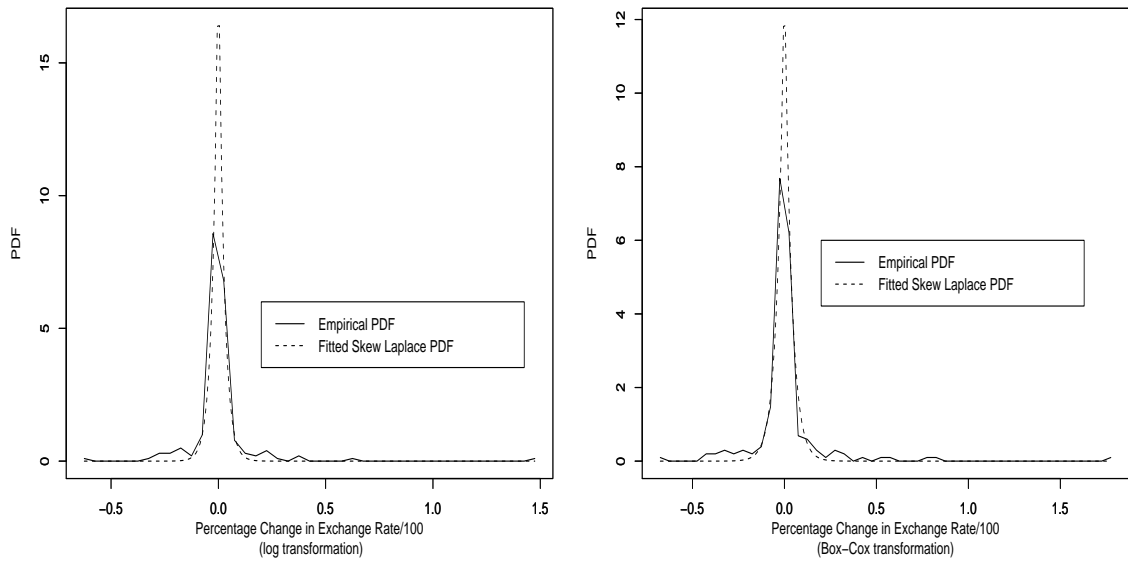 15
10
5
0
PDF
Empirical PDF
Fitted Skew Laplace PDF
−0.5 0.0 0.5 1.0 1.5
Percentage Change in Exchange Rate/100
(log transformation)
12
10
8
6
4
2
0
PDF
Empirical PDF
Fitted Skew Laplace PDF
−0.5 0.0 0.5 1.0 1.5
Percentage Change in Exchange Rate/100
(Box−Cox transformation)